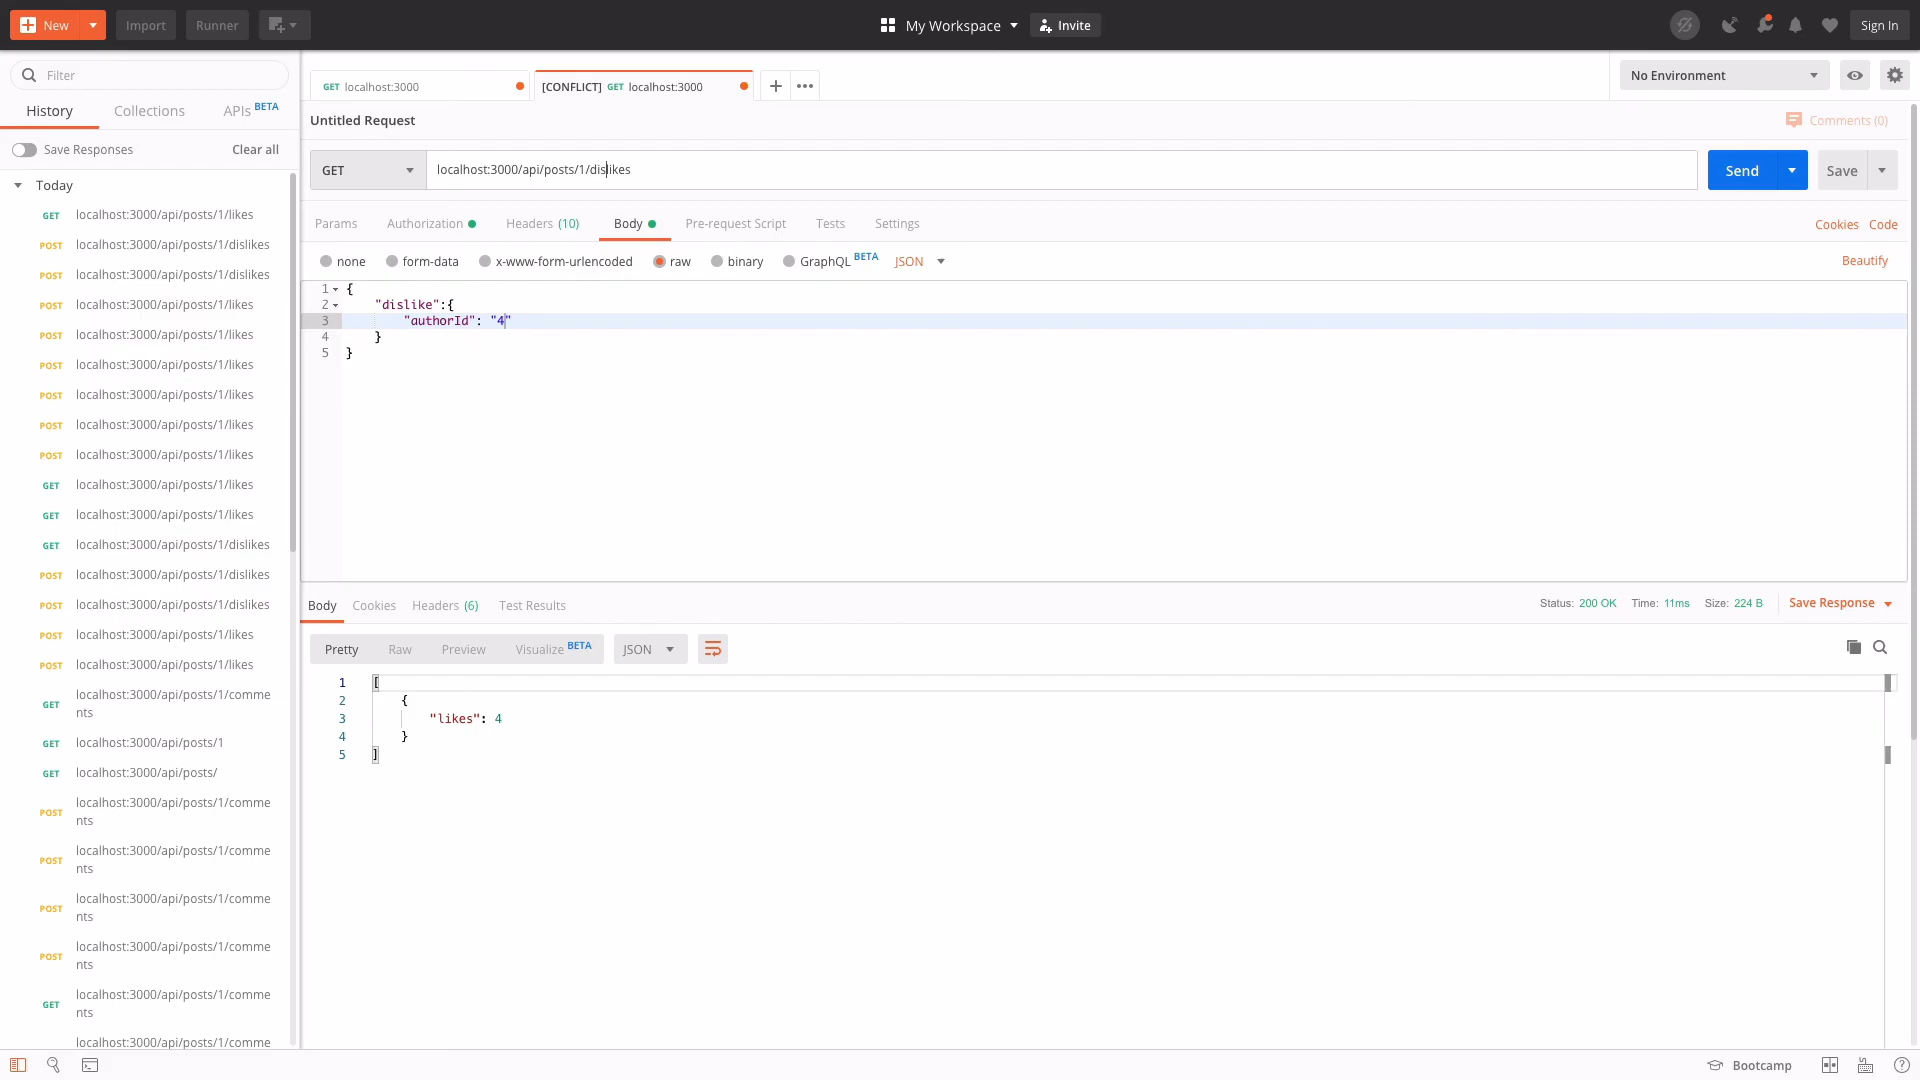 New
Import
Runner
My Workspace
Invite
Sign In
Filter
History
Collections
APIs BETA
Save Responses
Clear all
Today
GET localhost:3000/api/posts/1/likes
POST localhost:3000/api/posts/1/dislikes
POST localhost:3000/api/posts/1/dislikes
POST localhost:3000/api/posts/1/likes
POST localhost:3000/api/posts/1/likes
POST localhost:3000/api/posts/1/likes
POST localhost:3000/api/posts/1/likes
POST localhost:3000/api/posts/1/likes
POST localhost:3000/api/posts/1/likes
GET localhost:3000/api/posts/1/likes
GET localhost:3000/api/posts/1/likes
GET localhost:3000/api/posts/1/dislikes
POST localhost:3000/api/posts/1/dislikes
POST localhost:3000/api/posts/1/dislikes
POST localhost:3000/api/posts/1/likes
POST localhost:3000/api/posts/1/likes
GET localhost:3000/api/posts/1/comme
nts
GET localhost:3000/api/posts/1
GET localhost:3000/api/posts/
POST localhost:3000/api/posts/1/comme
nts
POST localhost:3000/api/posts/1/comme
nts
POST localhost:3000/api/posts/1/comme
nts
POST localhost:3000/api/posts/1/comme
nts
GET localhost:3000/api/posts/1/comme
nts
localhost:3000/api/posts/1/comme
GET localhost:3000
[CONFLICT] GET localhost:3000
No Environment
Untitled Request
Comments (0)
GET
localhost:3000/api/posts/1/dislikes
Send
Save
Params
Authorization
Headers (10)
Body
Pre-request Script
Tests
Settings
Cookies
Code
none
form-data
x-www-form-urlencoded
raw
binary
GraphQL BETA
JSON
Beautify
1 {
2 "dislike":{
3 "authorId": "4"
4 }
5 }
Body
Cookies
Headers (6)
Test Results
Status: 200 OK
Time: 11ms
Size: 224 B
Save Response
Pretty
Raw
Preview
Visualize BETA
JSON
1 [
2 {
3 "likes": 4
4 }
5 ]
Bootcamp